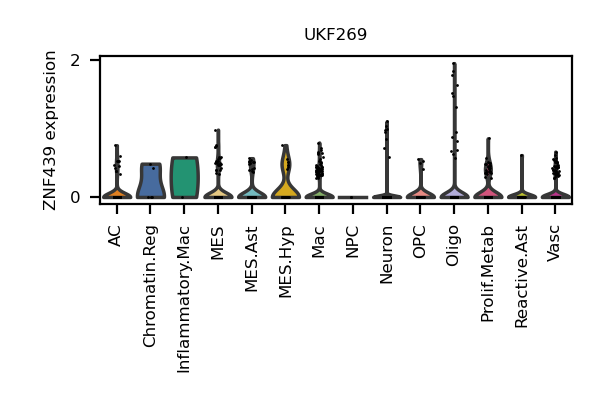 UKF269
ZNF439 expression
2
0
AC
Chromatin.Reg
Inflammatory.Mac
MES
MES.Ast
MES.Hyp
Mac
NPC
Neuron
OPC
Oligo
Prolif.Metab
Reactive.Ast
Vasc